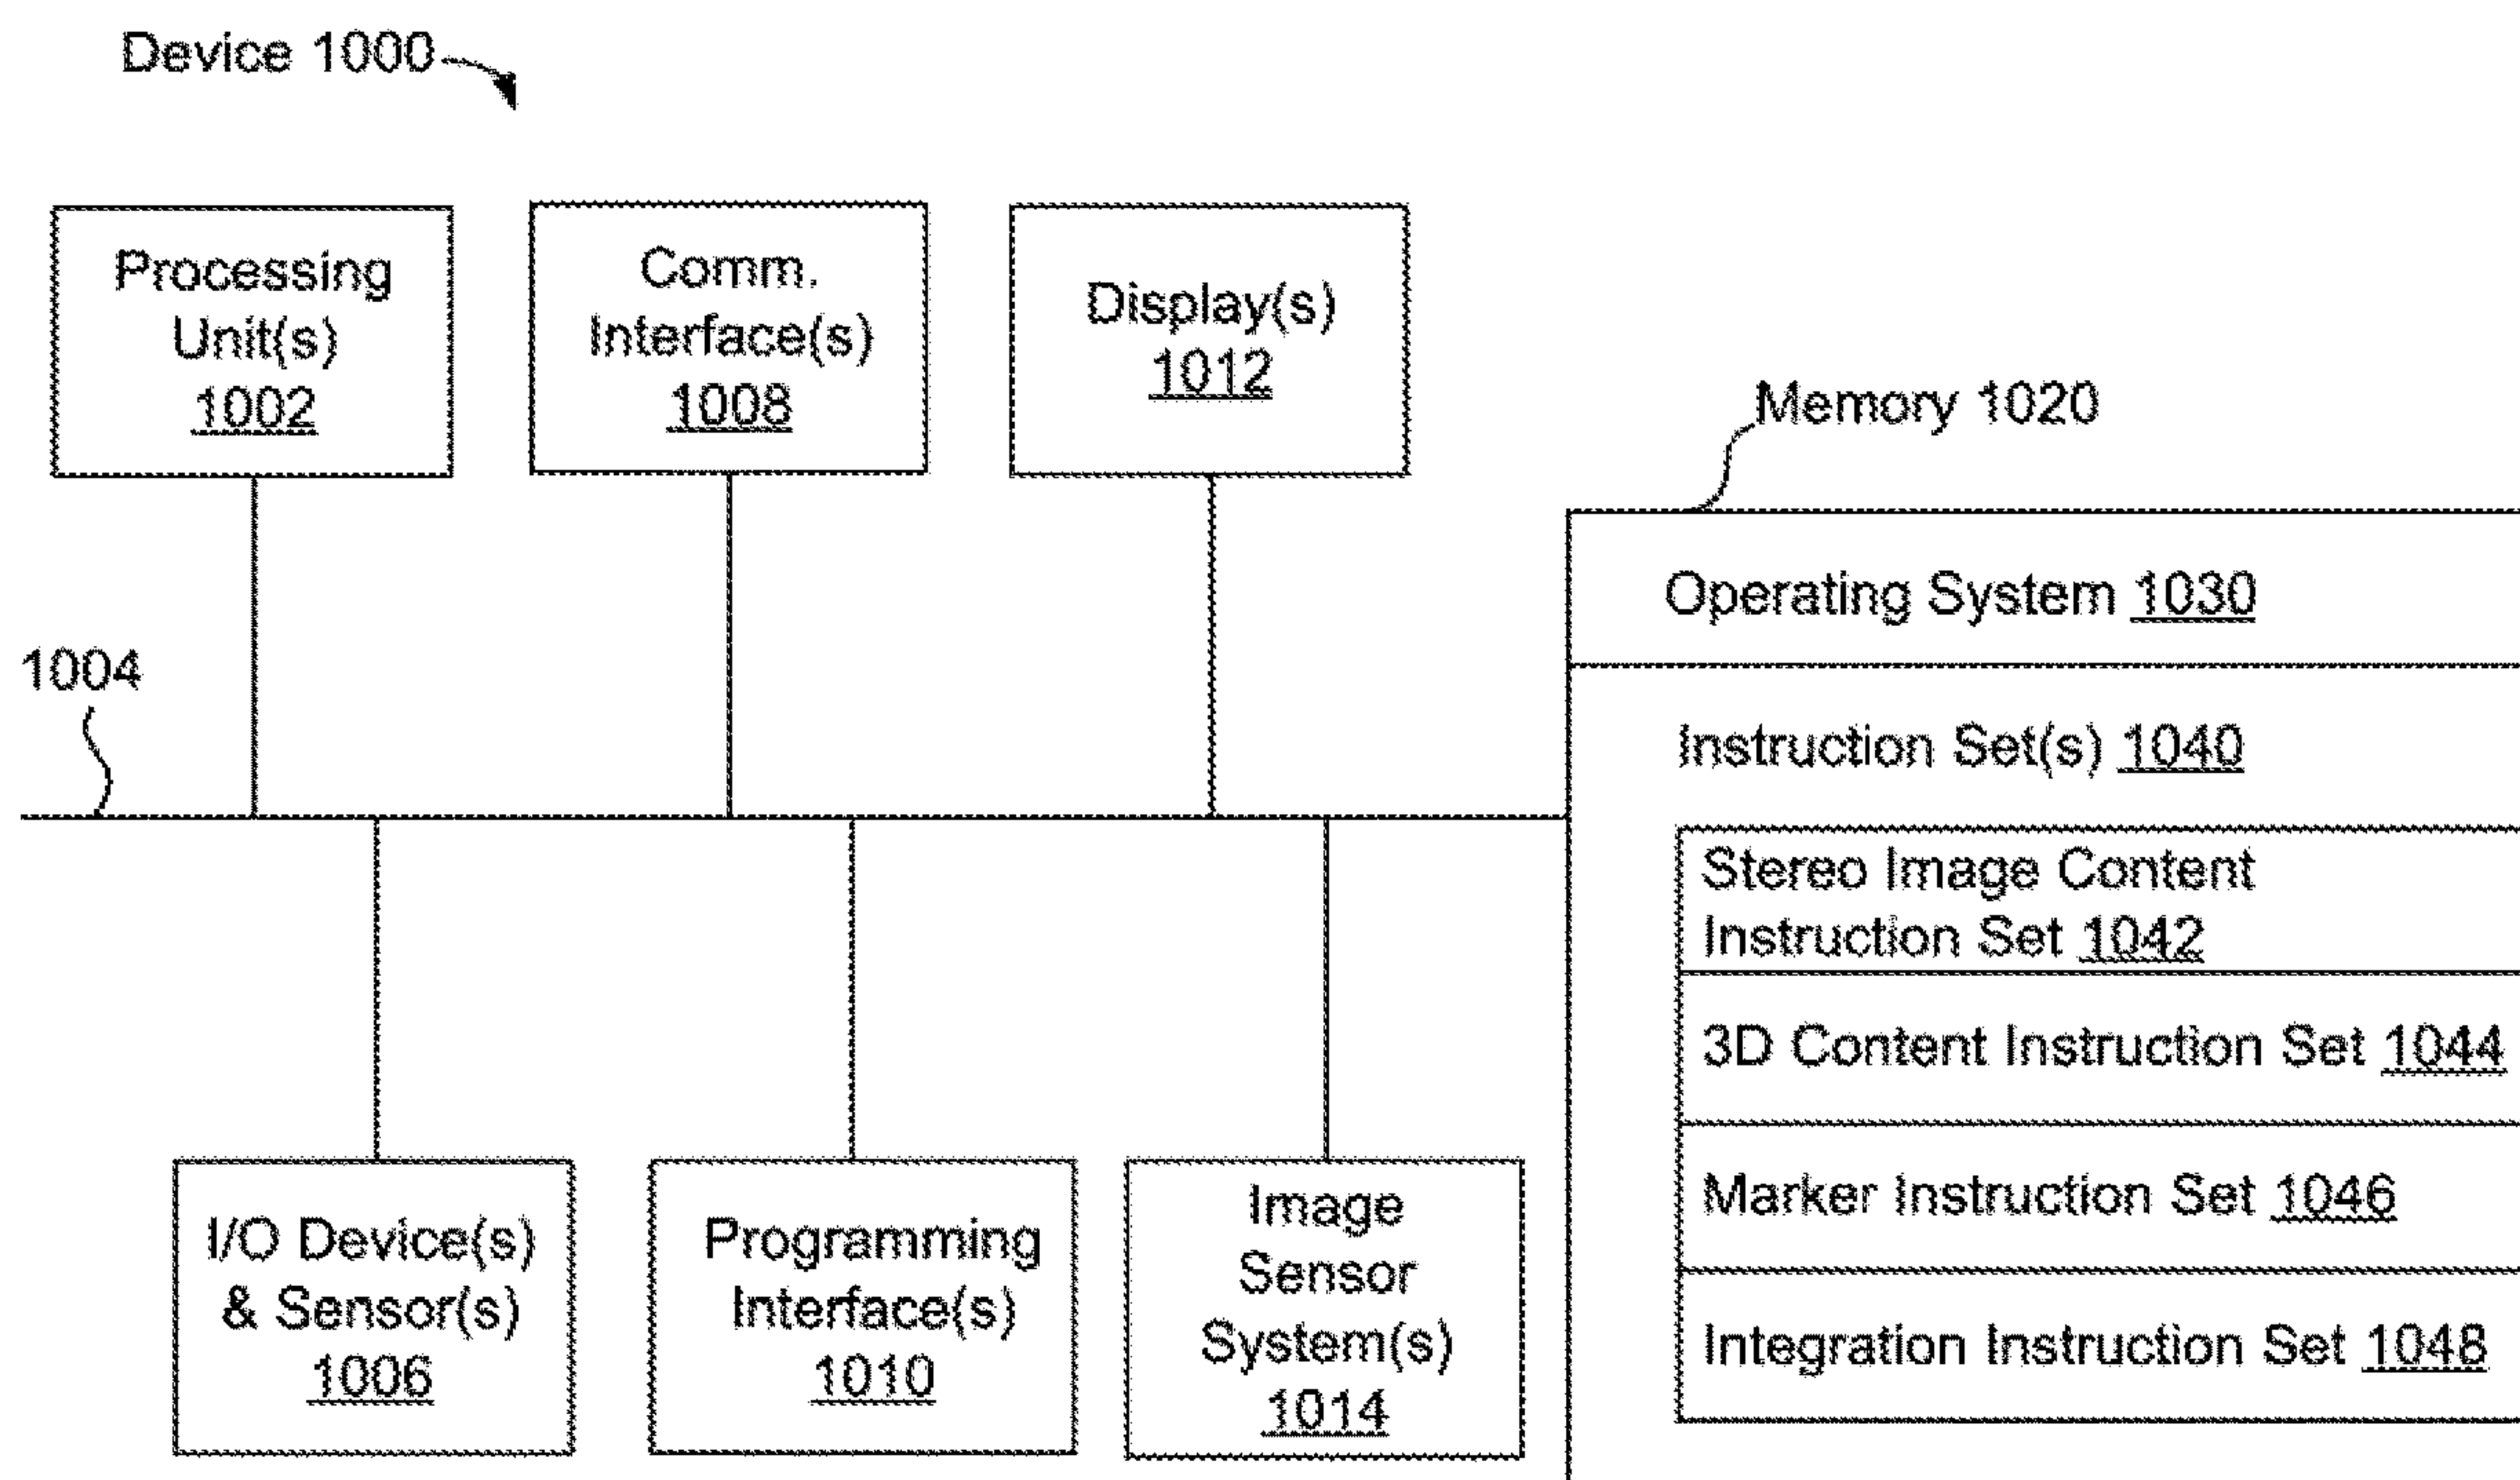 Device 1000
Processing
Unit(s)
1002
Comm.
Interface(s)
1008
Display(s)
1012
Memory 1020
Operating System 1030
1004
Instruction Set(s) 1040
Stereo Image Content
Instruction Set 1042
3D Content Instruction Set 1044
Marker Instruction Set 1046
Integration Instruction Set 1048
I/O Device(s)
& Sensor(s)
1006
Programming
Interface(s)
1010
Image
Sensor
System(s)
1014